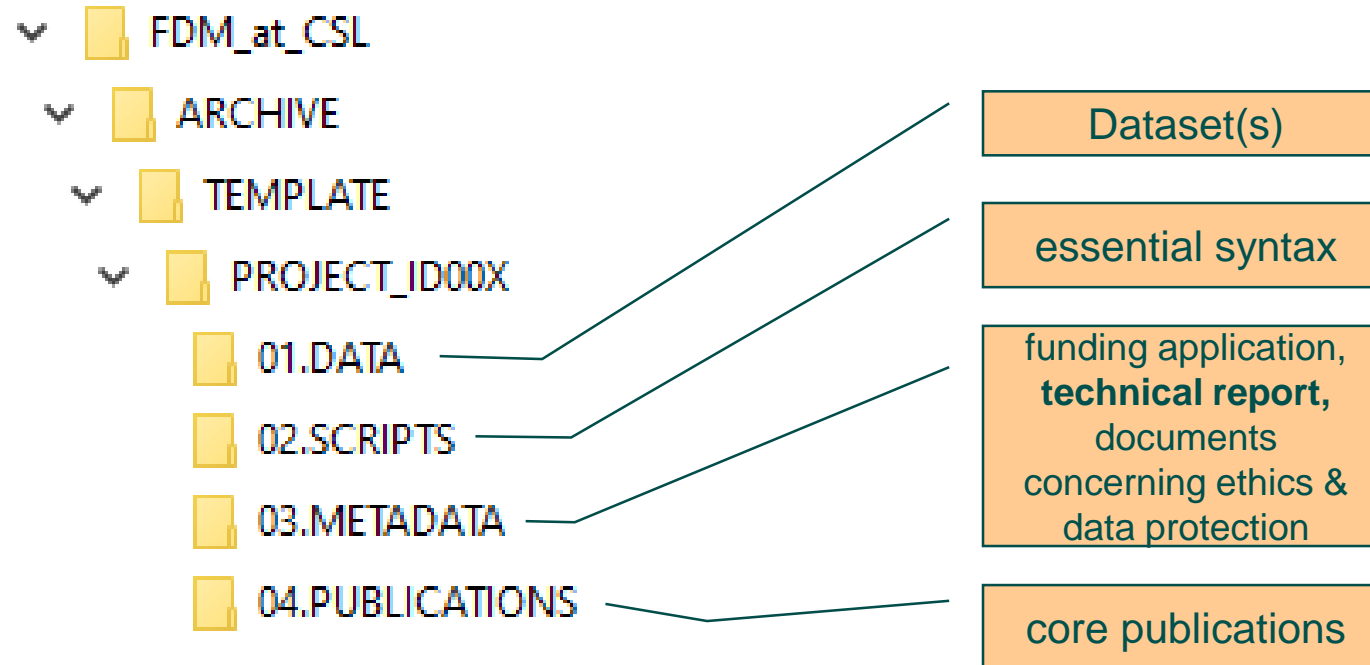 FDM_at_CSL
ARCHIVE
TEMPLATE
PROJECT_ID00X
01.DATA
02.SCRIPTS
03.METADATA
04.PUBLICATIONS
Dataset(s)
essential syntax
funding application,
technical report,
documents
concerning ethics &
data protection
core publications